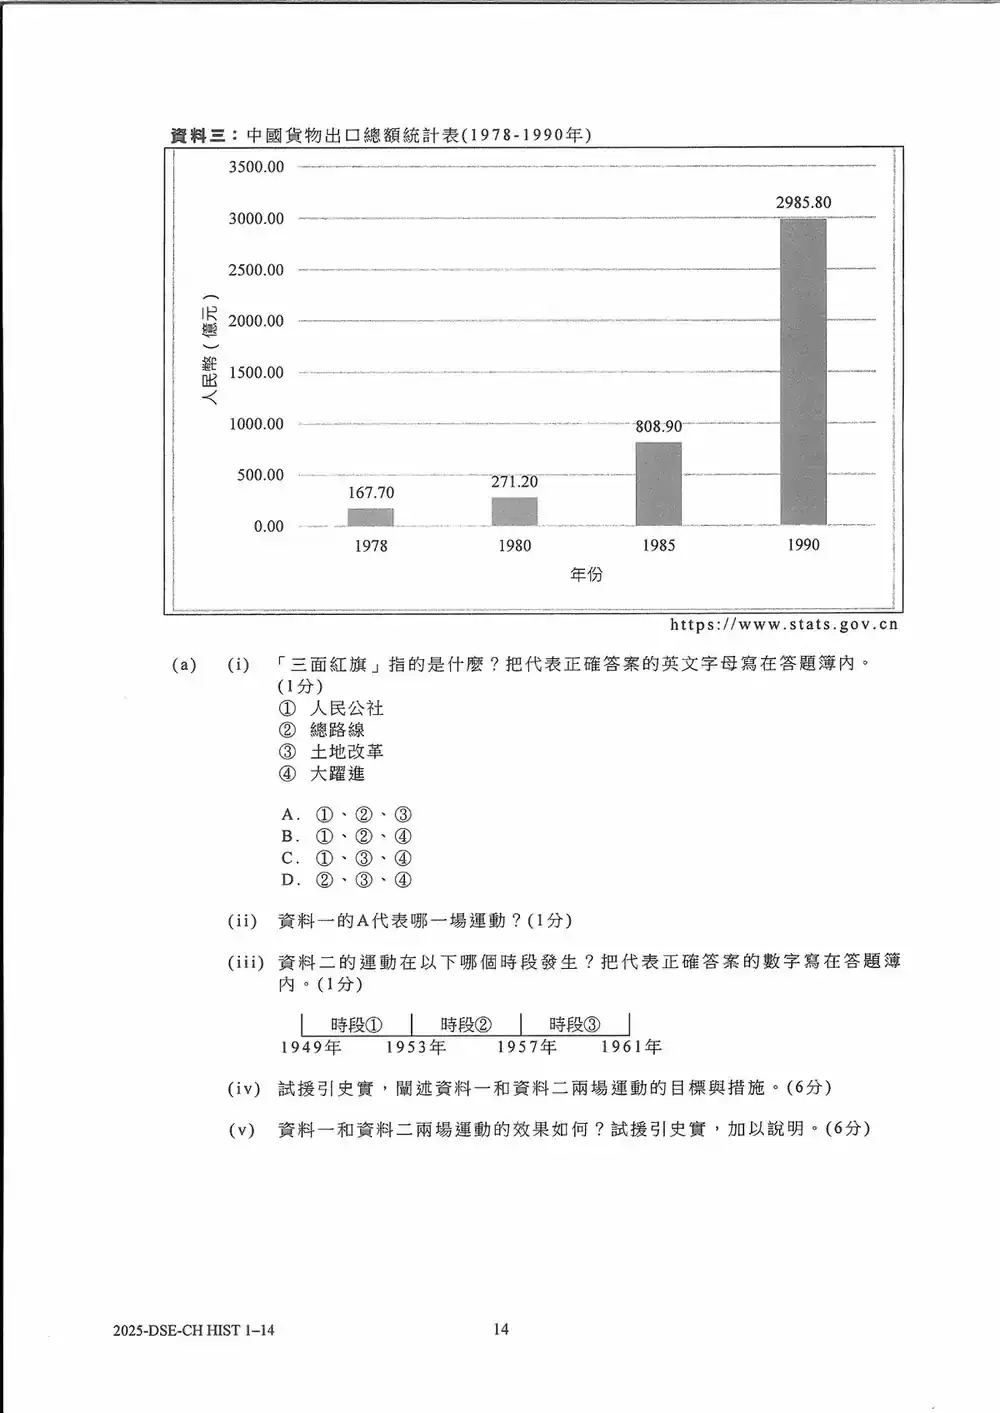 資料三：中國貨物出口總額統計表(1978-1990年)
3500.00
3000.00
2500.00
2000.00
1500.00
1000.00
500.00
0.00
人民幣(億元)
167.70
271.20
808.90
2985.80
1978
1980
1985
1990
年份
https://www.stats.gov.cn
(a) (i) 「三面紅旗」指的是什麼？把代表正確答案的英文字母寫在答題簿內。
(1分)
① 人民公社
② 總路線
③ 土地改革
④ 大躍進
A. ①、②、③
B. ①、②、④
C. ①、③、④
D. ②、③、④
(ii) 資料一的A代表哪一場運動？(1分)
(iii) 資料二的運動在以下哪個時段發生？把代表正確答案的數字寫在答題簿
內。(1分)
時段① 時段② 時段③
1949年 1953年 1957年 1961年
(iv) 試援引史實，闡述資料一和資料二兩場運動的目標與措施。(6分)
(v) 資料一和資料二兩場運動的效果如何？試援引史實，加以說明。(6分)
2025-DSE-CH HIST 1–14
14